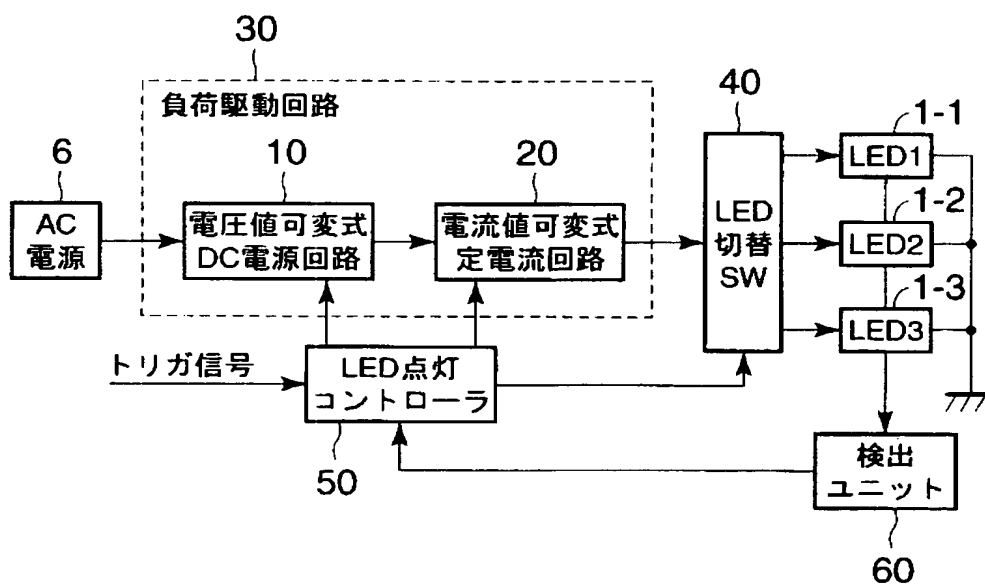 30
負荷駆動回路
6
AC
電源
10
電圧値可変式
DC電源回路
20
電流値可変式
定電流回路
40
LED
切替
SW
1-1
LED1
1-2
LED2
1-3
LED3
トリガ信号
LED点灯
コントローラ
50
検出
ユニット
60